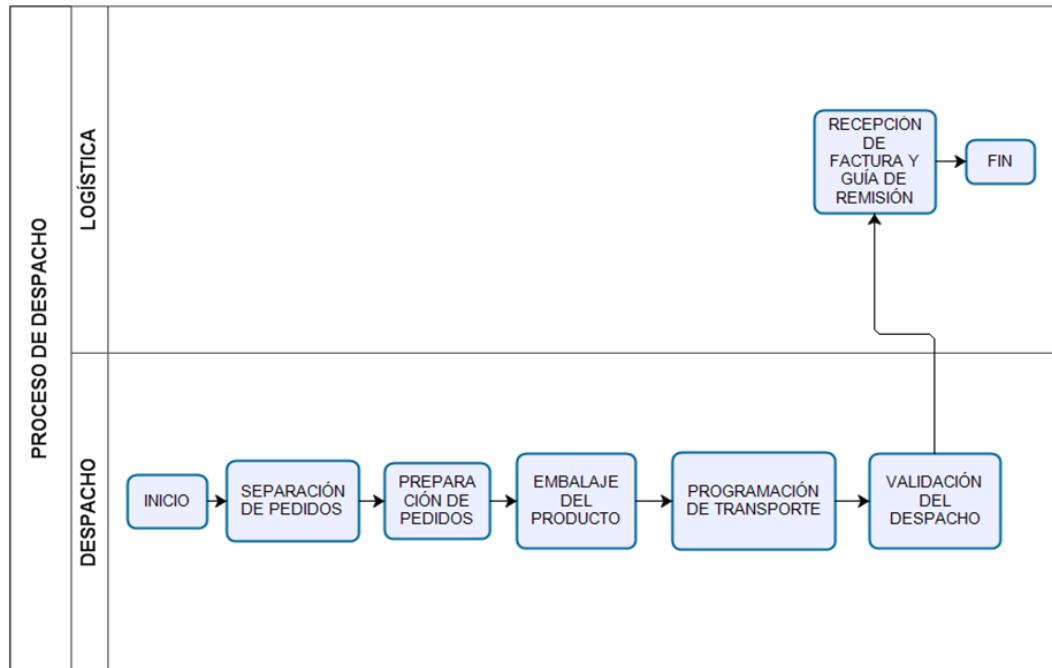 PROCESO DE DESPACHO
LOGÍSTICA
RECEPCIÓN
DE
FACTURA Y
GUÍA DE
REMISIÓN
FIN
DESPACHO
INICIO
SEPARACIÓN
DE PEDIDOS
PREPARA
CIÓN DE
PEDIDOS
EMBALAJE
DEL
PRODUCTO
PROGRAMACIÓN
DE TRANSPORTE
VALIDACIÓN
DEL
DESPACHO